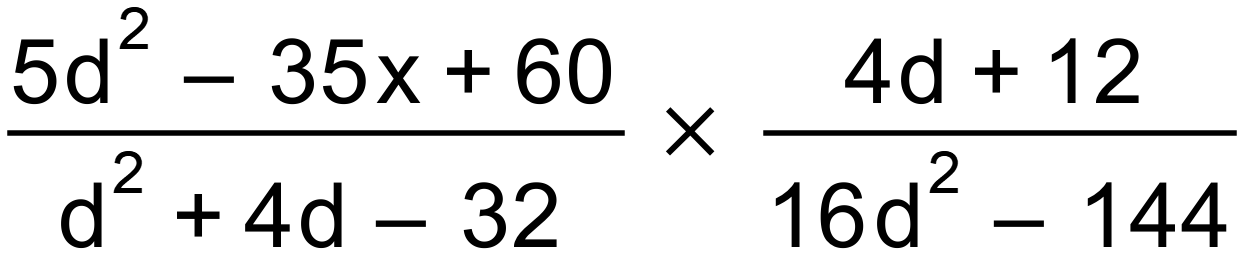 5d² – 35x + 60
d² + 4d – 32
×
4d + 12
16d² – 144